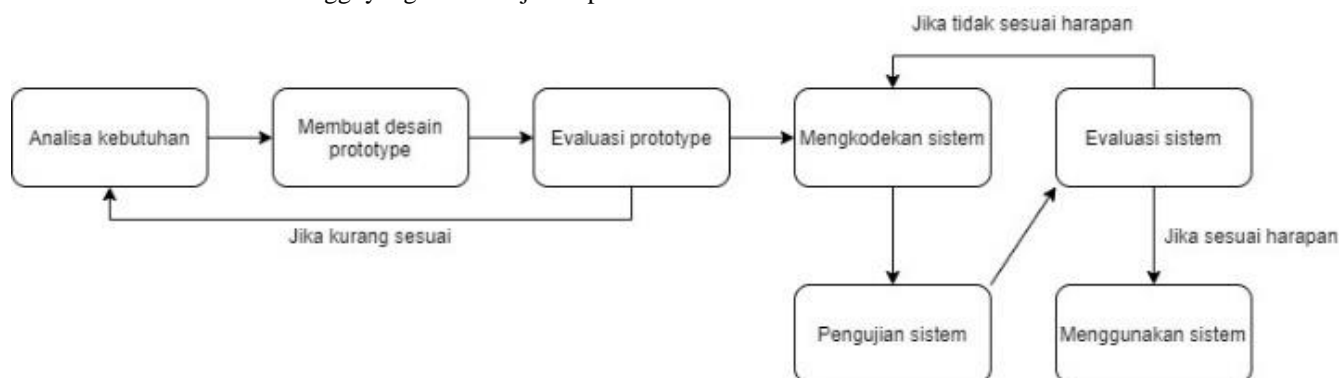 Jika tidak sesuai harapan
Analisa kebutuhan
Membuat desain
prototype
Evaluasi prototype
Mengkodekan sistem
Evaluasi sistem
Jika kurang sesuai
Jika sesuai harapan
Pengujian sistem
Menggunakan sistem